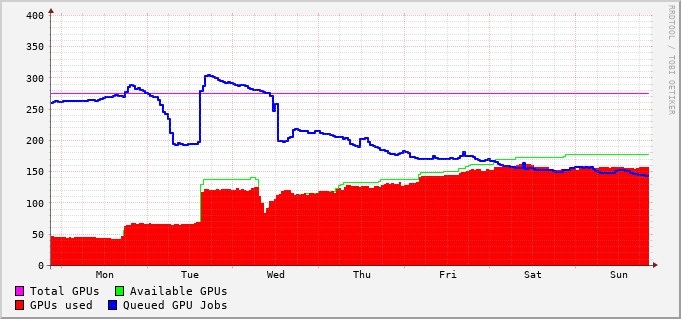 400
350
300
250
200
150
100
50
0
Mon Tue Wed Thu Fri Sat Sun
Total GPUs Available GPUs
GPUs used Queued GPU Jobs
RRDTOOL / TOBI OETIKER